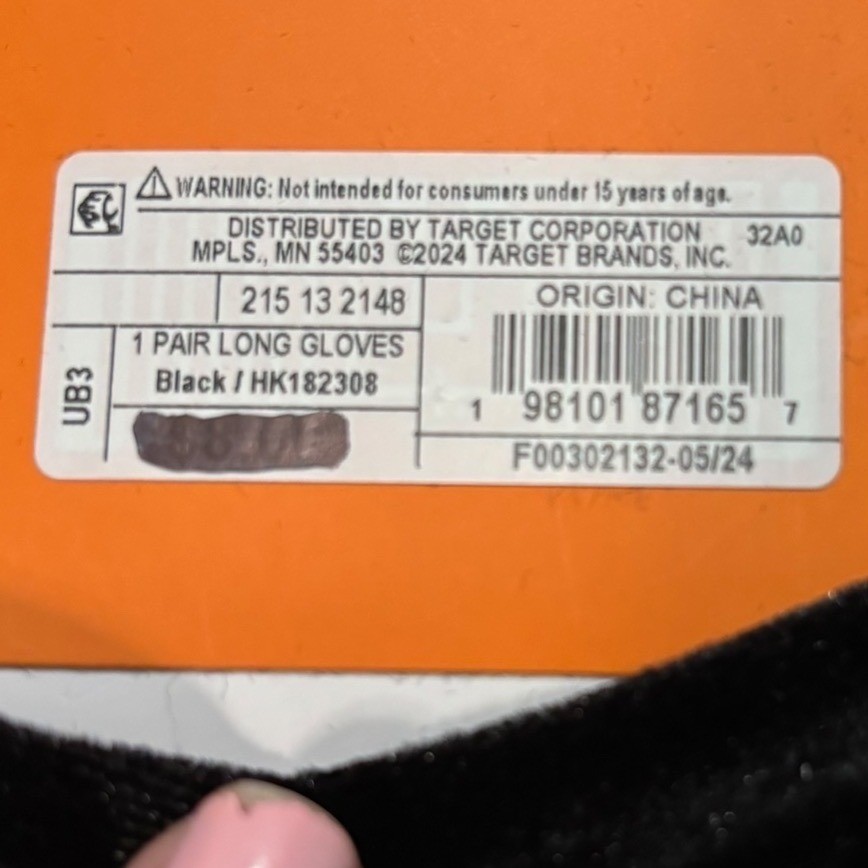 WARNING: Not intended for consumers under 15 years of age.
DISTRIBUTED BY TARGET CORPORATION 32A0
MPLS., MN 55403 ©2024 TARGET BRANDS, INC.
215 13 2148
ORIGIN: CHINA
UB3
1 PAIR LONG GLOVES
Black / HK182308
1 98101 87165 7
F00302132-05/24